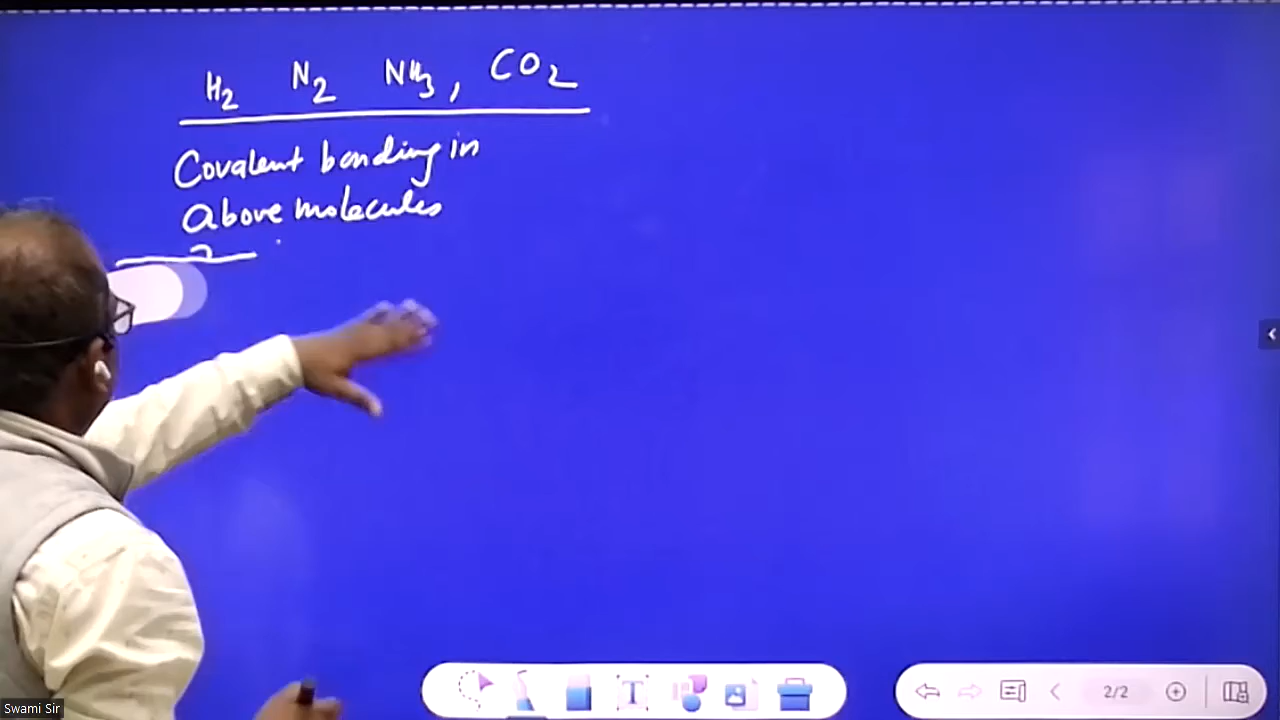 H₂ N₂ NH₃, CO₂
Covalent bonding in
above molecules
?
2/2
Swami Sir